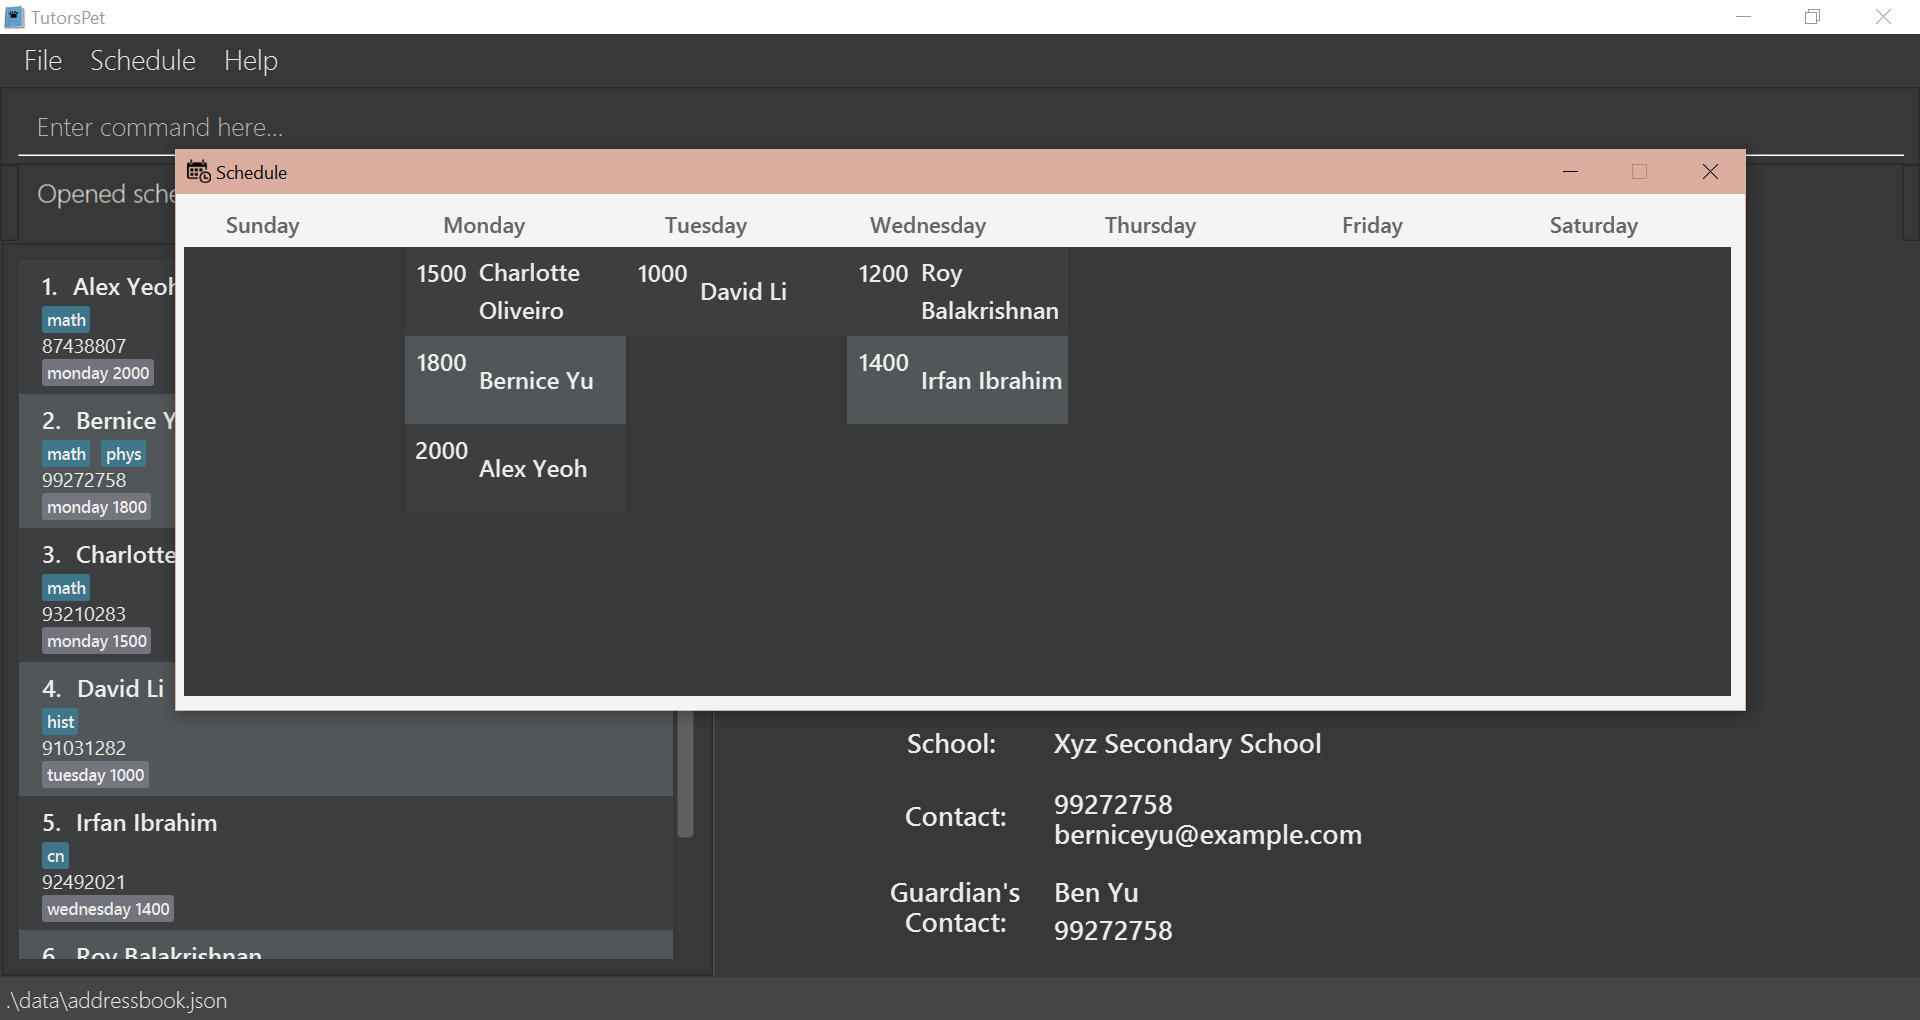 TutorsPet
File Schedule Help
Enter command here...
Opened sche
Schedule
Sunday Monday Tuesday Wednesday Thursday Friday Saturday
1500 Charlotte Oliveiro
1800 Bernice Yu
2000 Alex Yeoh
1000 David Li
1200 Roy Balakrishnan
1400 Irfan Ibrahim
1. Alex Yeoh
math
87438807
monday 2000
2. Bernice Y
math phys
99272758
monday 1800
3. Charlotte
math
93210283
monday 1500
4. David Li
hist
91031282
tuesday 1000
5. Irfan Ibrahim
cn
92492021
wednesday 1400
6. Roy Balakrishnan
School: Xyz Secondary School
Contact: 99272758
berniceyu@example.com
Guardian's Contact: Ben Yu
99272758
.\data\addressbook.json